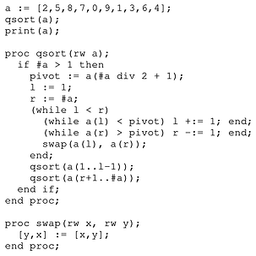 a := [2,5,8,7,0,9,1,3,6,4];
qsort(a);
print(a);

proc qsort(rw a);
  if #a > 1 then
    pivot := a(#a div 2 + 1);
    l := 1;
    r := #a;
    (while l < r)
      (while a(l) < pivot) l +:= 1; end;
      (while a(r) > pivot) r -:= 1; end;
      swap(a(l), a(r));
    end;
    qsort(a(1..l-1));
    qsort(a(r+1..#a));
  end if;
end proc;

proc swap(rw x, rw y);
  [y,x] := [x,y];
end proc;